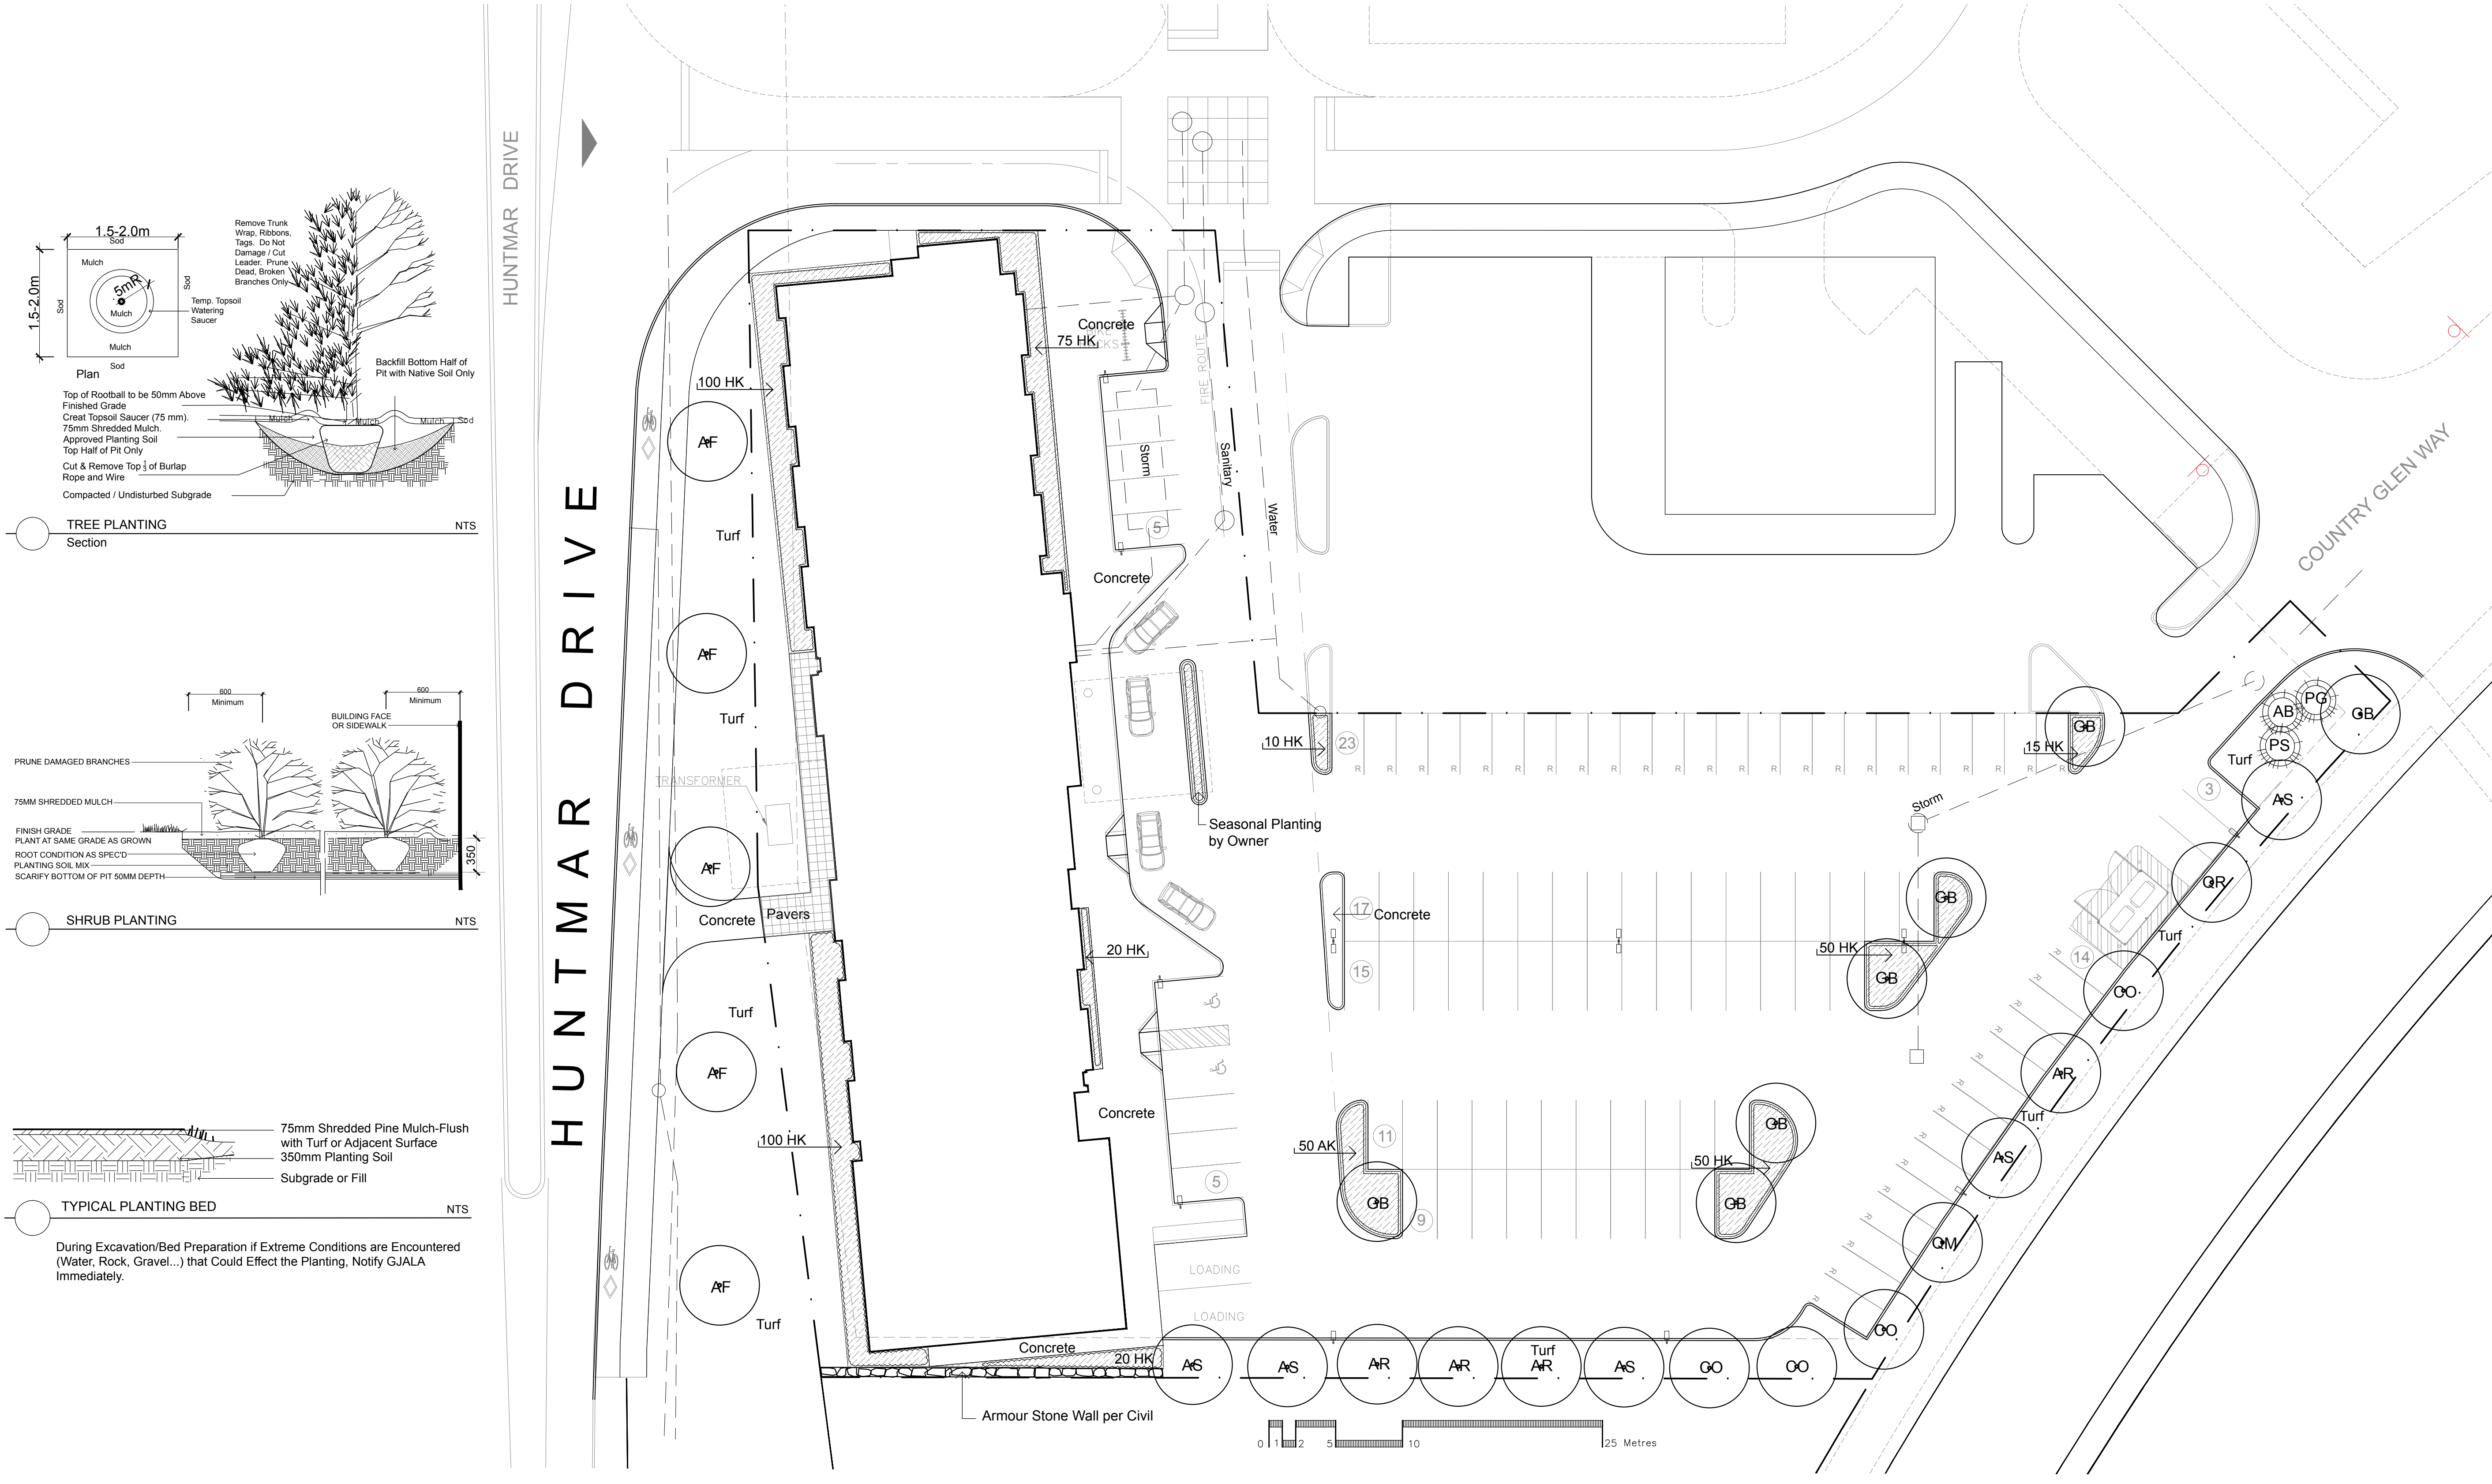 1.5-2.0m
Sod
Mulch
1.5-2.0m
Sod
Sod
5mR
Mulch
Mulch
Sod
Plan
Temp. Topsoil
Watering
Saucer
Remove Trunk
Wrap, Ribbons,
Tags. Do Not
Damage / Cut
Leader. Prune
Dead, Broken
Branches Only
Backfill Bottom Half of
Pit with Native Soil Only
Top of Rootball to be 50mm Above
Finished Grade
Creat Topsoil Saucer (75 mm).
75mm Shredded Mulch.
Approved Planting Soil
Top Half of Pit Only
Cut & Remove Top 1/3 of Burlap
Rope and Wire
Compacted / Undisturbed Subgrade
Mulch
Mulch
Mulch
Sod
TREE PLANTING
NTS
Section
600
Minimum
600
Minimum
BUILDING FACE
OR SIDEWALK
PRUNE DAMAGED BRANCHES
75MM SHREDDED MULCH
FINISH GRADE
PLANT AT SAME GRADE AS GROWN
ROOT CONDITION AS SPEC'D
PLANTING SOIL MIX
SCARIFY BOTTOM OF PIT 50MM DEPTH
350
SHRUB PLANTING
NTS
75mm Shredded Pine Mulch-Flush
with Turf or Adjacent Surface
350mm Planting Soil
Subgrade or Fill
TYPICAL PLANTING BED
NTS
During Excavation/Bed Preparation if Extreme Conditions are Encountered
(Water, Rock, Gravel...) that Could Effect the Planting, Notify GJALA
Immediately.
HUNTMAR DRIVE
HUNTMAR DRIVE
100 HK
AF
Turf
AF
Turf
TRANSFORMER
AF
Concrete
Pavers
Turf
AF
100 HK
AF
Turf
Concrete
75 HK
FIRE ROUTE
Storm
Sanitary
Water
5
Concrete
Seasonal Planting
by Owner
20 HK
Concrete
5
LOADING
LOADING
Concrete
20 HK
Armour Stone Wall per Civil
10 HK
23
R R R R R R R R R R R R R R R R R R R R R R R
15 HK
GB
17
Concrete
15
50 HK
GB
GB
Storm
50 AK
11
GB
9
50 HK
GB
GB
COUNTRY GLEN WAY
PG
AB
GB
PS
Turf
AS
3
QR
Turf
14
CO
R
R
R
AR
R
R
Turf
R
AS
R
R
R
QM
R
R
R
R
R
CO
AS
AS
AR
AR
Turf
AR
AS
CO
CO
0 1 2 5 10 25 Metres